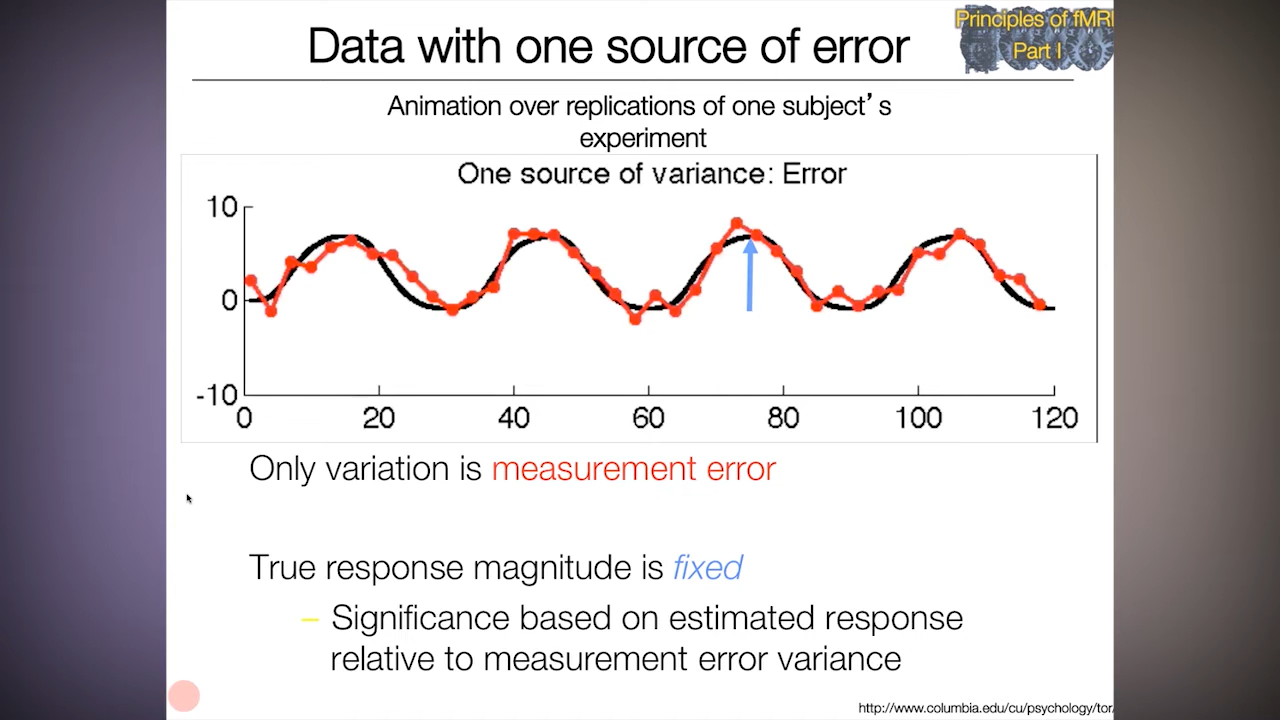 Data with one source of error
Principles of fMRI
Part I
Animation over replications of one subject's
experiment
One source of variance: Error
10
0
-10
0 20 40 60 80 100 120
Only variation is measurement error
True response magnitude is fixed
– Significance based on estimated response
relative to measurement error variance
http://www.columbia.edu/cu/psychology/tor/